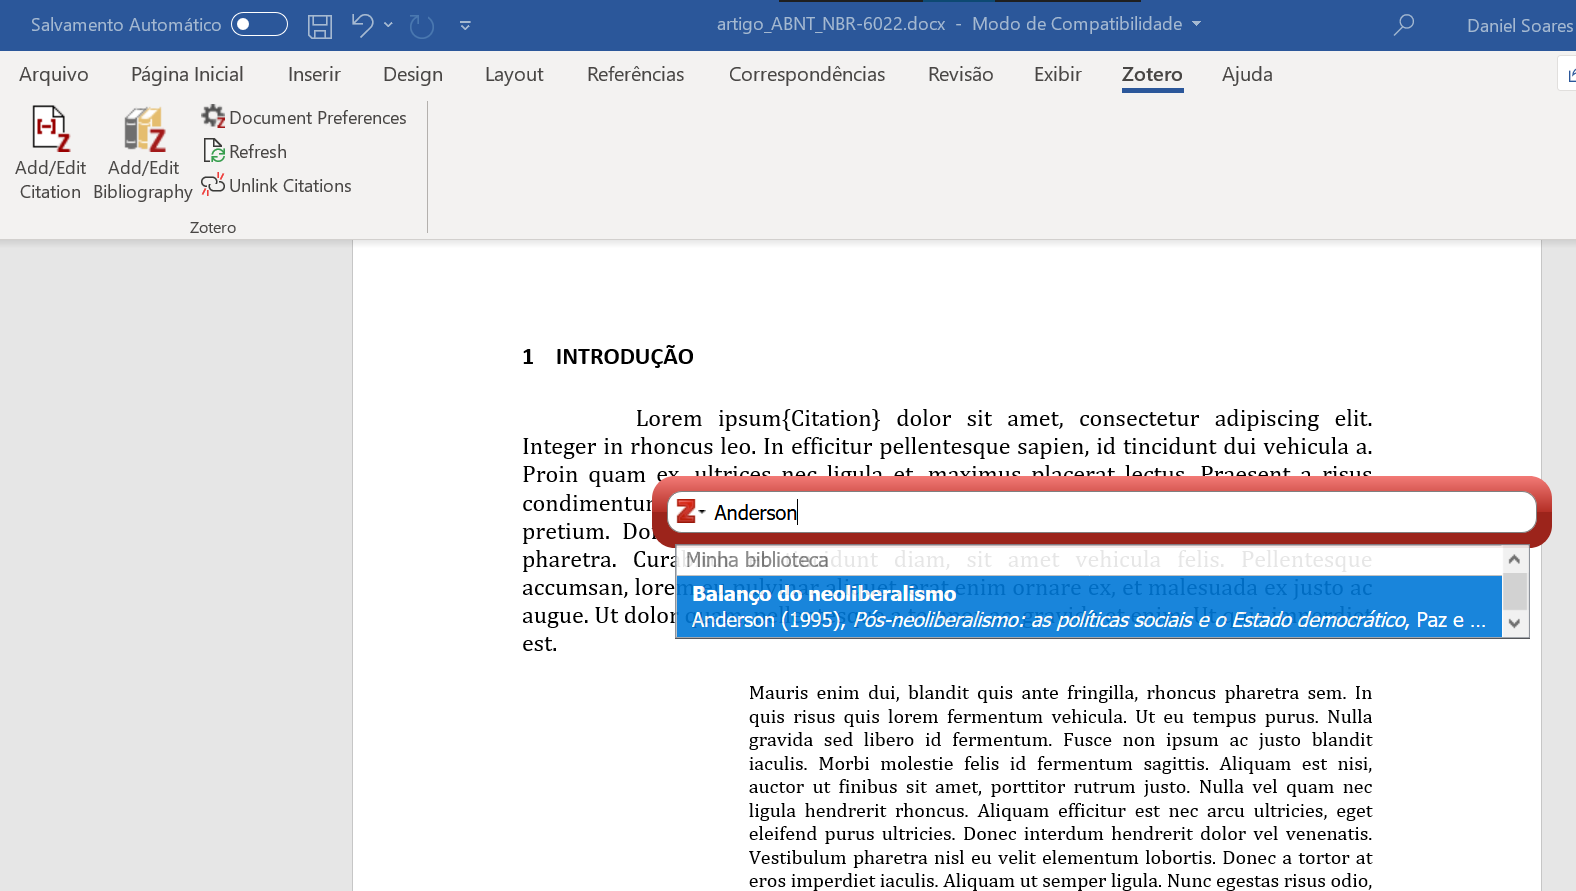 Salvamento Automático
artigo_ABNT_NBR-6022.docx - Modo de Compatibilidade
Daniel Soares
Arquivo Página Inicial Inserir Design Layout Referências Correspondências Revisão Exibir Zotero Ajuda
Add/Edit Citation
Add/Edit Bibliography
Document Preferences
Refresh
Unlink Citations
Zotero
1 INTRODUÇÃO
Lorem ipsum{Citation} dolor sit amet, consectetur adipiscing elit.
Integer in rhoncus leo. In efficitur pellentesque sapien, id tincidunt dui vehicula a.
Proin quam ex, ultrices nec ligula et, maximus placerat lectus. Praesent a risus
condimentum
pretium.
Anderson
pharetra.
Minha biblioteca
tincidunt diam, sit amet vehicula felis. Pellentesque
accumsan, lorem eu pulvinar aliquet, erat enim ornare ex, et malesuada ex justo ac
Balanço do neoliberalismo
augue. Ut dolor
Anderson (1995), Pós-neoliberalismo: as políticas sociais e o Estado democrático, Paz e ...
est.
Mauris enim dui, blandit quis ante fringilla, rhoncus pharetra sem. In
quis risus quis lorem fermentum vehicula. Ut eu tempus purus. Nulla
gravida sed libero id fermentum. Fusce non ipsum ac justo blandit
iaculis. Morbi molestie felis id fermentum sagittis. Aliquam est nisi,
auctor ut finibus sit amet, porttitor rutrum justo. Nulla vel quam nec
ligula hendrerit rhoncus. Aliquam efficitur est nec arcu ultricies, eget
eleifend purus ultricies. Donec interdum hendrerit dolor vel venenatis.
Vestibulum pharetra nisl eu velit elementum lobortis. Donec a tortor at
eros imperdiet iaculis. Aliquam ut semper ligula. Nunc egestas risus odio,